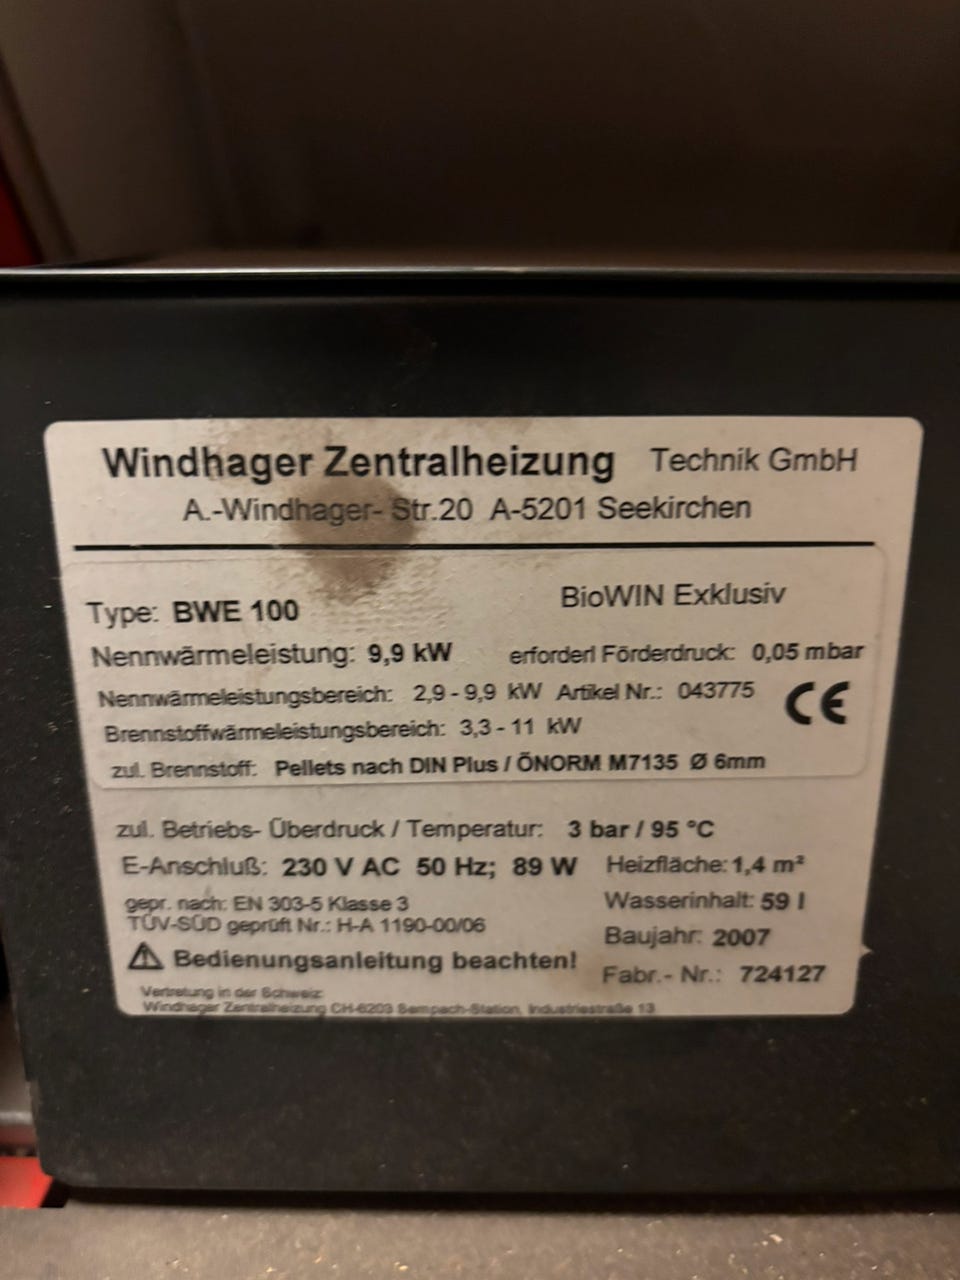 Windhager Zentralheizung Technik GmbH
A.-Windhager- Str.20 A-5201 Seekirchen
Type: BWE 100 BioWIN Exklusiv
Nennwärmeleistung: 9,9 kW erforderl Förderdruck: 0,05 mbar
Nennwärmeleistungsbereich: 2,9 - 9,9 kW Artikel Nr.: 043775 CE
Brennstoffwärmeleistungsbereich: 3,3 - 11 kW
zul. Brennstoff: Pellets nach DIN Plus / ÖNORM M7135 Ø 6mm
zul. Betriebs- Überdruck / Temperatur: 3 bar / 95 °C
E-Anschluß: 230 V AC 50 Hz; 89 W Heizfläche: 1,4 m²
gepr. nach: EN 303-5 Klasse 3 Wasserinhalt: 59 l
TÜV-SÜD geprüft Nr.: H-A 1190-00/06 Baujahr: 2007
Bedienungsanleitung beachten! Fabr.- Nr.: 724127
Vertretung in der Schweiz:
Windhager Zentralheizung CH-6203 Sempach-Station, Industriestraße 13